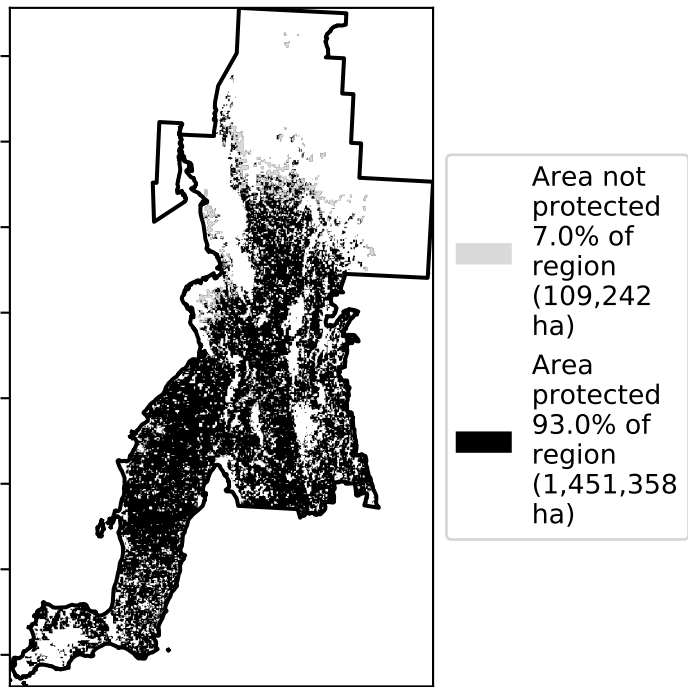 Area not
protected
7.0% of
region
(109,242
ha)
Area
protected
93.0% of
region
(1,451,358
ha)